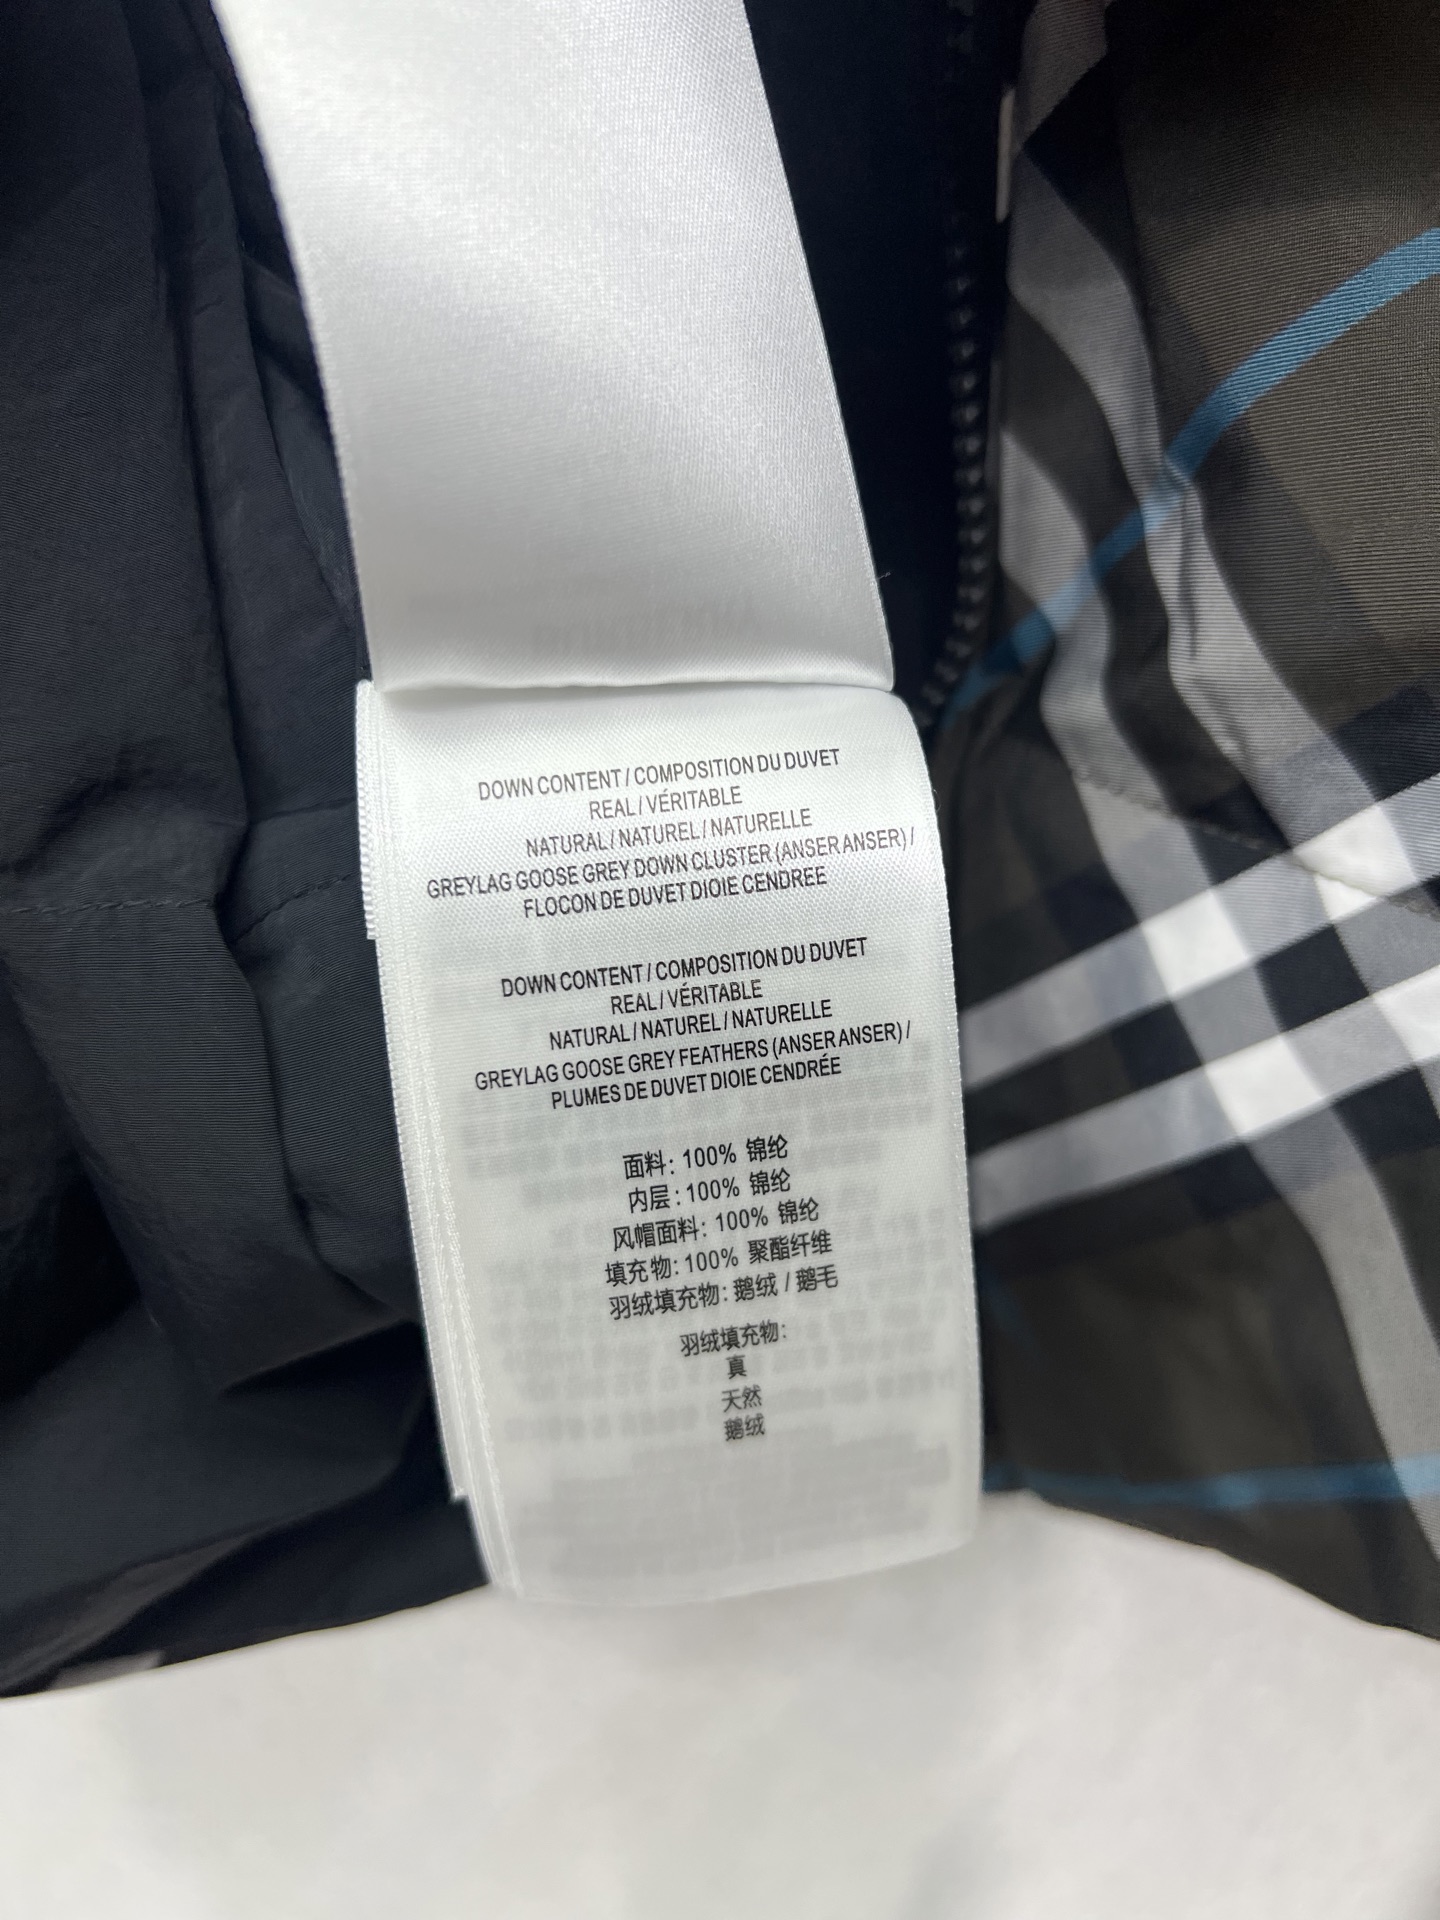 DOWN CONTENT / COMPOSITION DU DUVET
REAL / VÉRITABLE
NATURAL / NATUREL / NATURELLE
GREYLAG GOOSE GREY DOWN CLUSTER (ANSER ANSER) /
FLOCON DE DUVET DIOIE CENDREE
DOWN CONTENT / COMPOSITION DU DUVET
REAL / VÉRITABLE
NATURAL / NATUREL / NATURELLE
GREYLAG GOOSE GREY FEATHERS (ANSER ANSER) /
PLUMES DE DUVET DIOIE CENDRÉE
面料: 100% 锦纶
内层: 100% 锦纶
风帽面料: 100% 锦纶
填充物: 100% 聚酯纤维
羽绒填充物: 鹅绒 / 鹅毛
羽绒填充物:
真
天然
鹅绒